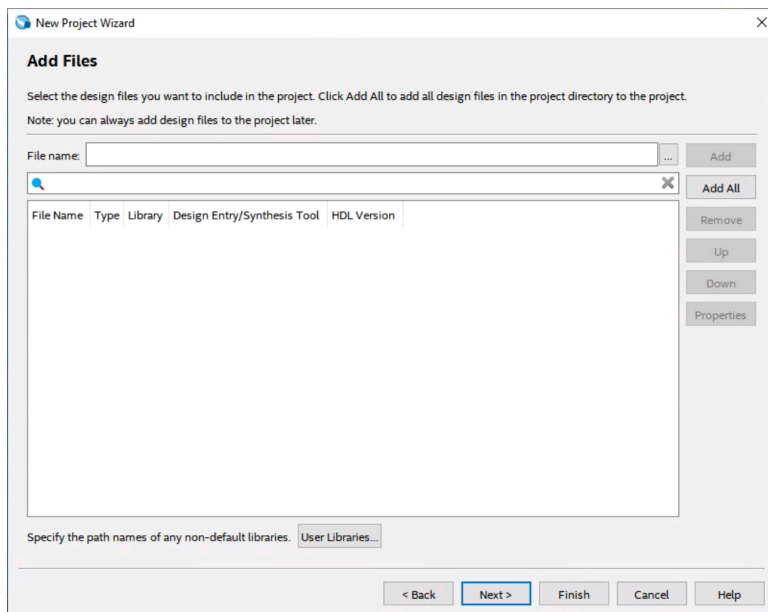 New Project Wizard
Add Files
Select the design files you want to include in the project. Click Add All to add all design files in the project directory to the project.
Note: you can always add design files to the project later.
File name: ... Add
Add All
File Name Type Library Design Entry/Synthesis Tool HDL Version
Remove
Up
Down
Properties
Specify the path names of any non-default libraries. User Libraries...
< Back Next > Finish Cancel Help